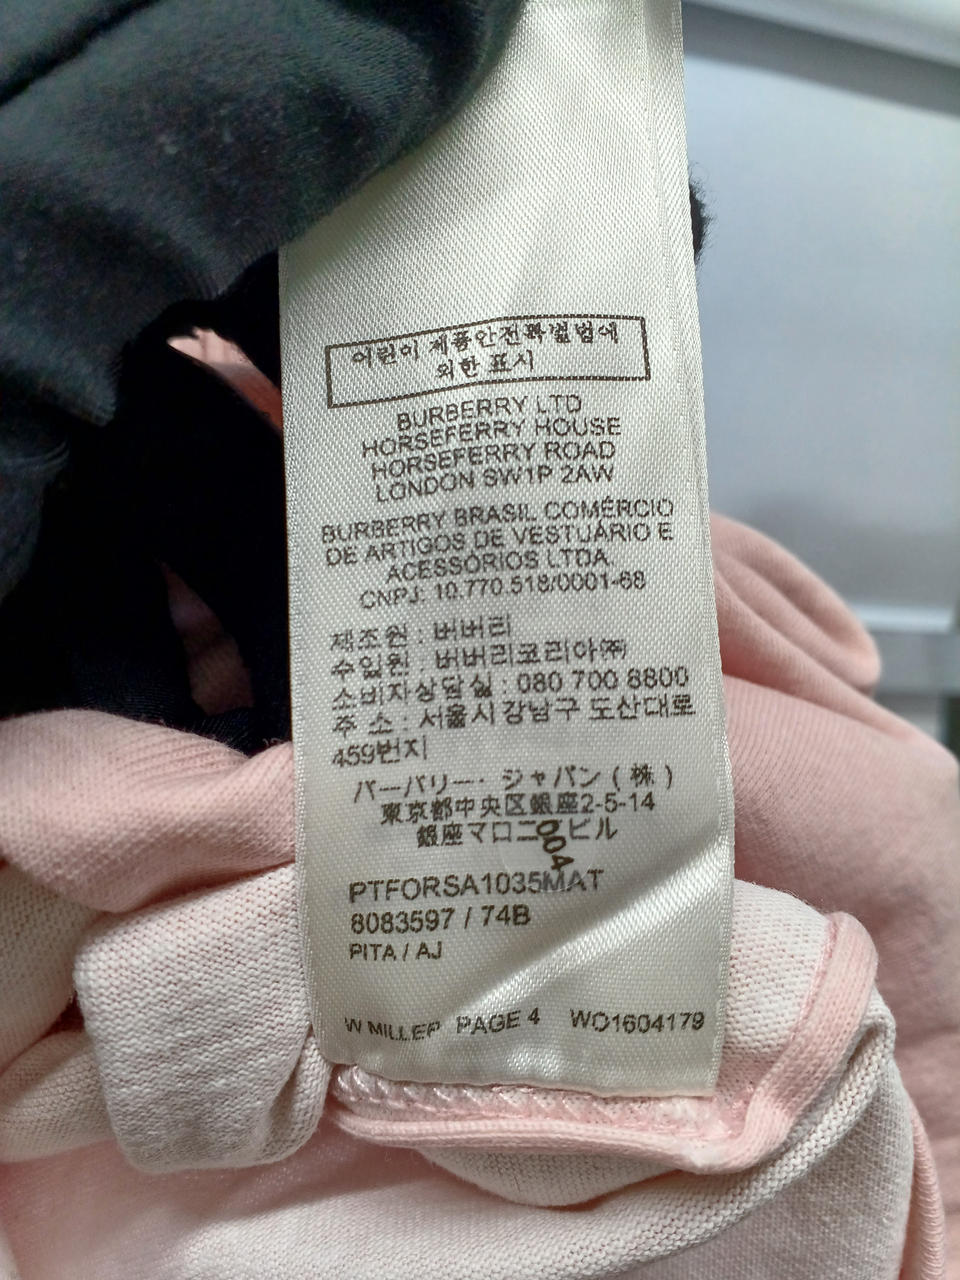 어린이 제품안전특별법에
의한 표시
BURBERRY LTD
HORSEFERRY HOUSE
HORSEFERRY ROAD
LONDON SW1P 2AW
BURBERRY BRASIL COMÉRCIO
DE ARTIGOS DE VESTUÁRIO E
ACESSÓRIOS LTDA
CNPJ: 10.770.518/0001-68
제조원 : 버버리
수입원 : 버버리코리아㈜
소비자상담실 : 080 700 8800
주 소 : 서울시 강남구 도산대로
459번지
バーバリー・ジャパン(株)
東京都中央区銀座2-5-14
銀座マロニエビル
004
PTFORSA1035MAT
8083597 / 74B
PITA / AJ
W MILLER PAGE 4 WO1604179